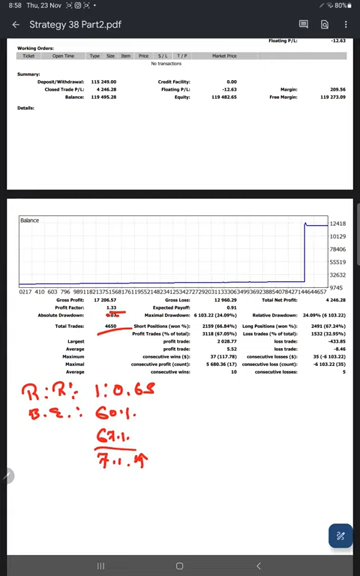 8:58 Thu, 23 Nov 80%
Strategy 38 Part2.pdf
Floating P/L: -12.63
Working Orders:
Ticket Open Time Type Size Item Price S / L T / P Market Price
No transactions
Summary:
Deposit/Withdrawal: 115 249.00 Credit Facility: 0.00
Closed Trade P/L: 4 246.28 Floating P/L: -12.63 Margin: 209.56
Balance: 119 495.28 Equity: 119 482.65 Free Margin: 119 273.09
Details:
Balance
12418
10129
78401
55519
32639
9745
Gross Profit: 17 206.57 Gross Loss: 12 960.29 Total Net Profit: 4 246.28
Profit Factor: 1.33 Expected Payoff: 0.91
Absolute Drawdown: Maximal Drawdown: 6 103.22 (24.09%) Relative Drawdown: 24.09% (6 103.22)
Total Trades: 4650 Short Positions (won %): 2159 (66.84%) Long Positions (won %): 2491 (67.24%)
Profit Trades (% of total): 3118 (67.05%) Loss trades (% of total): 1532 (32.95%)
Largest profit trade: 2 028.77 loss trade: -433.85
Average profit trade: 5.52 loss trade: -8.46
Maximum consecutive wins ($): 37 (117.78) consecutive losses ($): 35 (-6 103.22)
Maximal consecutive profit (count): 5 680.36 (17) consecutive loss (count): -6 103.22 (35)
Average consecutive wins: 10 consecutive losses: 5
R:R: 1:0.65
B.E.: 60%
67%
7%